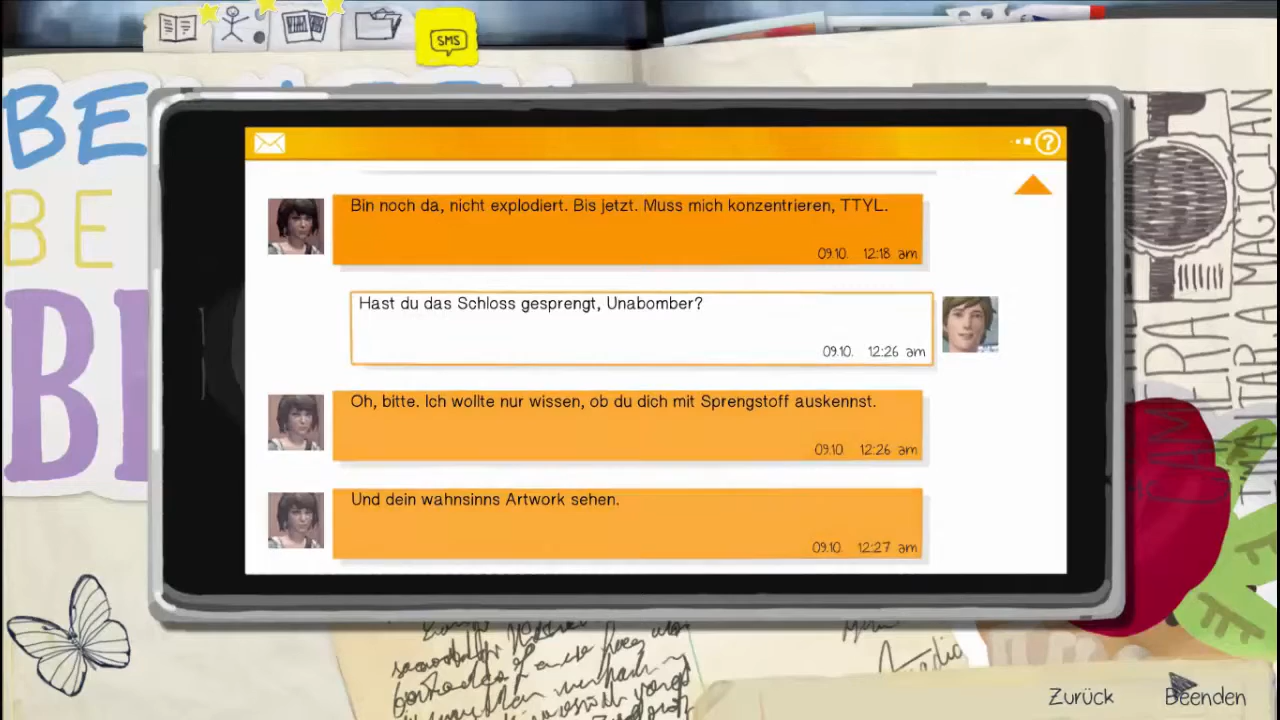 SMS
BE
BE
Bin noch da, nicht explodiert. Bis jetzt. Muss mich konzentrieren, TTYL.
09.10. 12:18 am
Hast du das Schloss gesprengt, Unabomber?
09.10. 12:26 am
Oh, bitte. Ich wollte nur wissen, ob du dich mit Sprengstoff auskennst.
09.10 12:26 am
Und dein wahnsinns Artwork sehen.
09.10. 12:27 am
MAGICIAN
Zurück Beenden